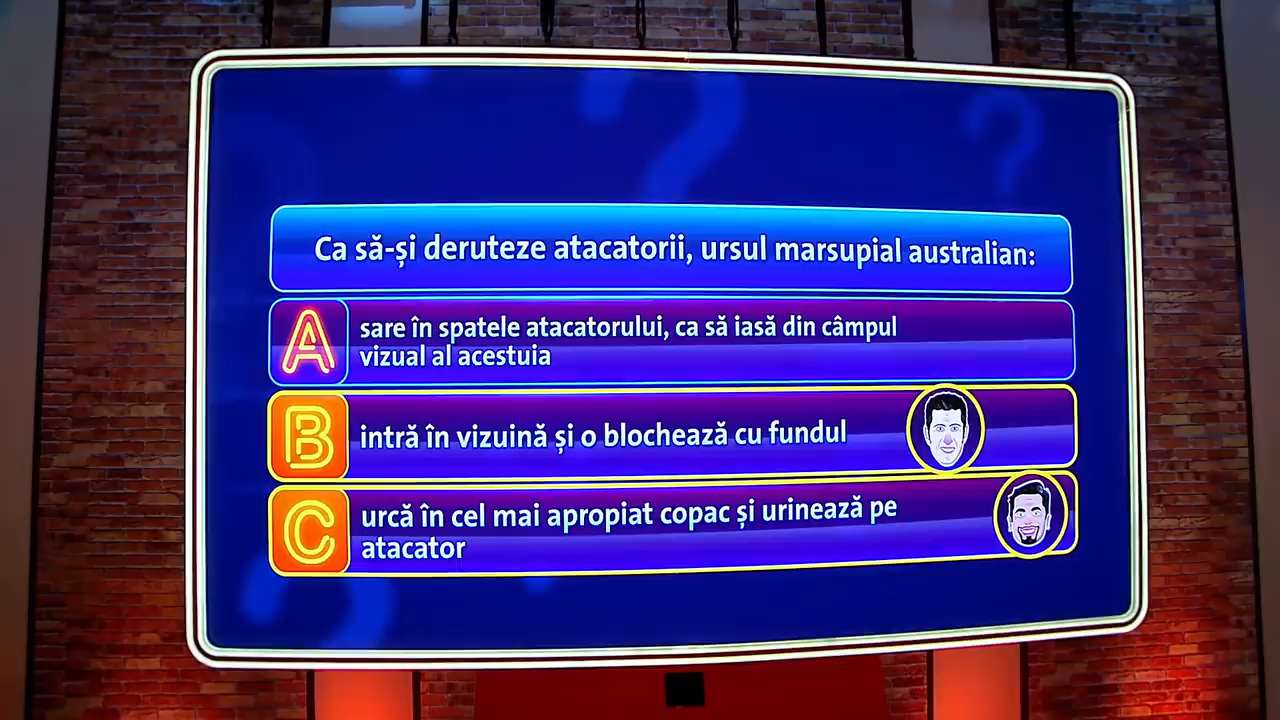 Ca să-și deruteze atacatorii, ursul marsupial australian:
A
sare în spatele atacatorului, ca să iasă din câmpul
vizual al acestuia
B
intră în vizuină și o blochează cu fundul
C
urcă în cel mai apropiat copac și urinează pe
atacator